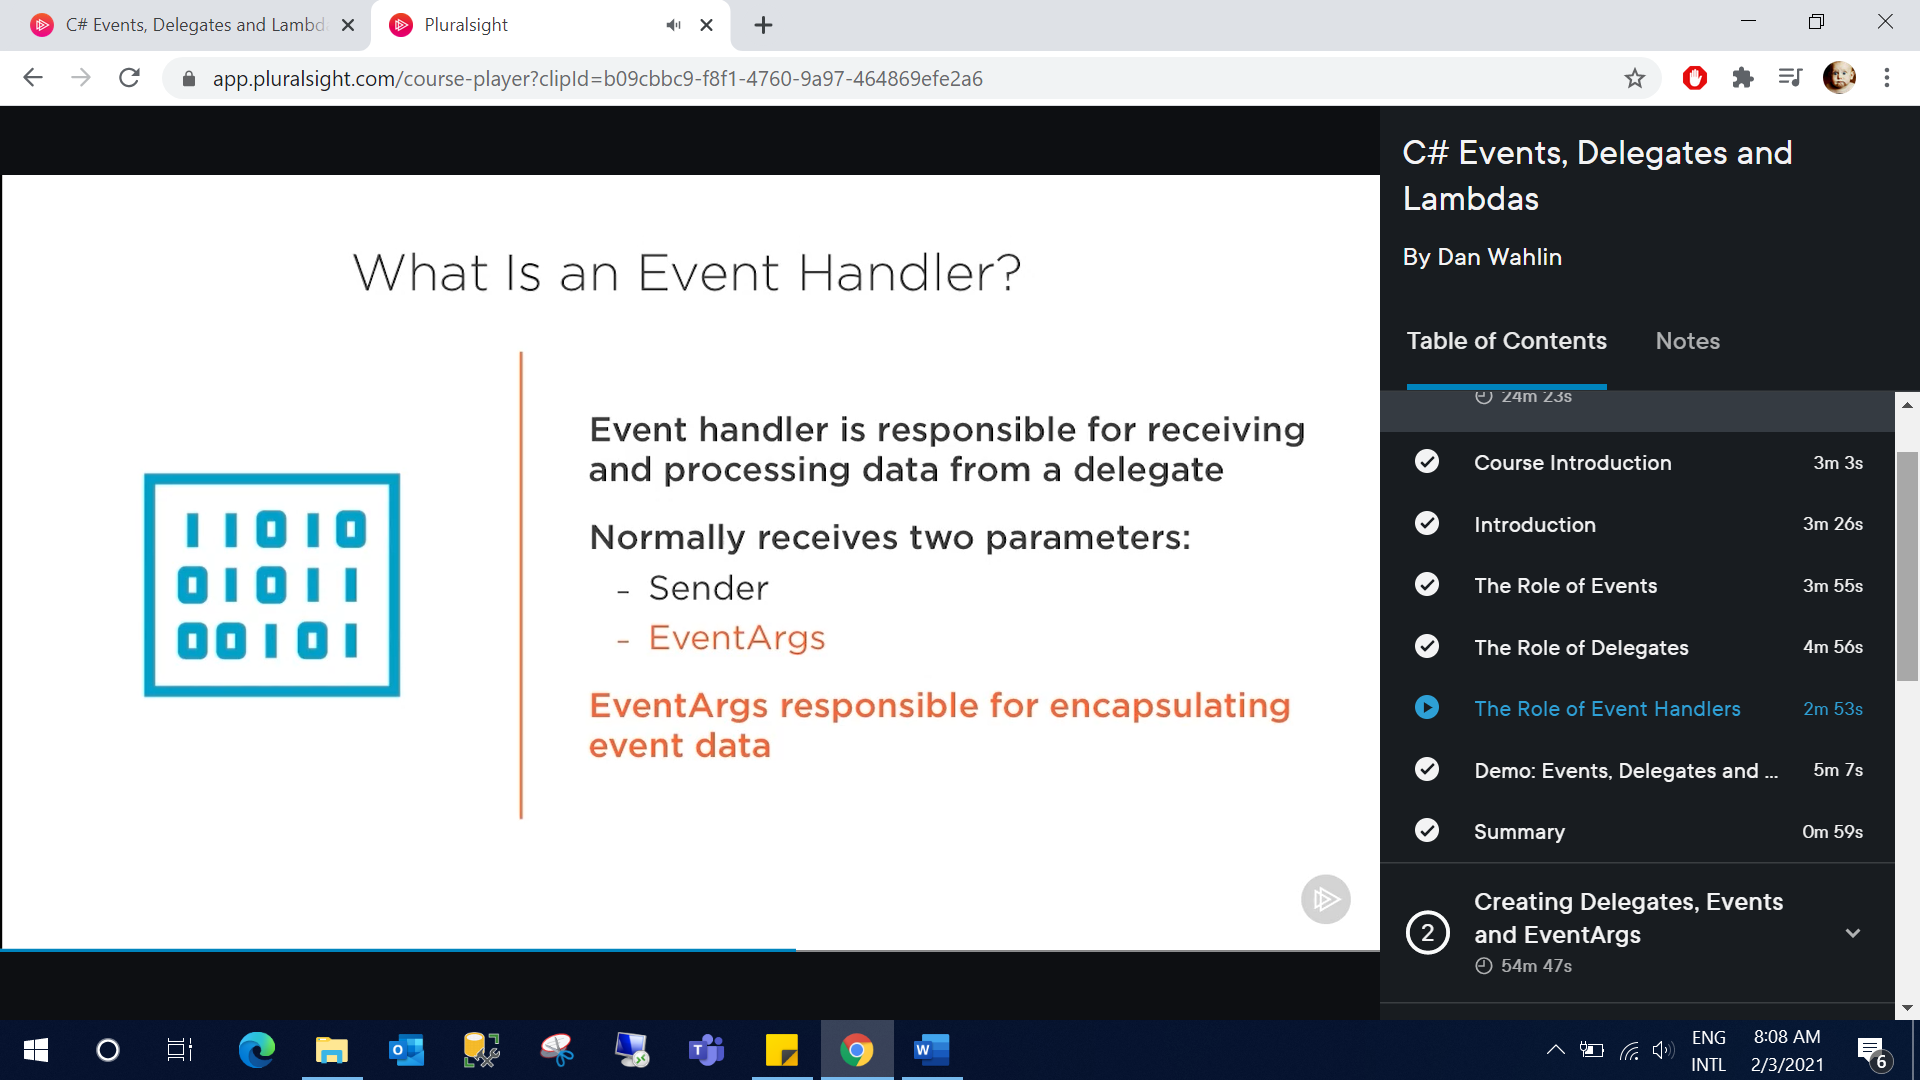 C# Events, Delegates and Lambd
Pluralsight
app.pluralsight.com/course-player?clipId=b09cbbc9-f8f1-4760-9a97-464869efe2a6
What Is an Event Handler?
11010
01011
00101
Event handler is responsible for receiving
and processing data from a delegate
Normally receives two parameters:
- Sender
- EventArgs
EventArgs responsible for encapsulating
event data
C# Events, Delegates and
Lambdas
By Dan Wahlin
Table of Contents
Notes
24m 23s
Course Introduction 3m 3s
Introduction 3m 26s
The Role of Events 3m 55s
The Role of Delegates 4m 56s
The Role of Event Handlers 2m 53s
Demo: Events, Delegates and ... 5m 7s
Summary 0m 59s
2
Creating Delegates, Events
and EventArgs
54m 47s
ENG
INTL
8:08 AM
2/3/2021
6